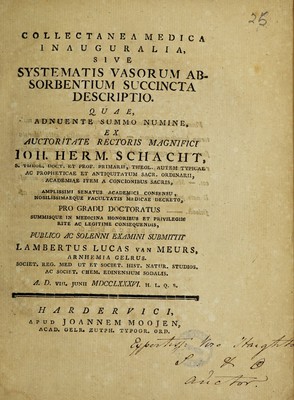 25.
COLLECTANEA MEDICA
INAUGURALIA,
SIVE
SYSTEMATIS VASORUM AB-
SORBENTIUM SUCCINCTA
DESCRIPTIO.
QUAE,
ADNUENTE SUMMO NUMINE,
EX
AUCTORITATE RECTORIS MAGNIFICI
IOH. HERM. SCHACHT,
S. THEOL. DOCT. ET PROF. PRIMARII, THEOL. AUTEM TYPICAE
AC PROPHETICAE ET ANTIQUITATUM SACR. ORDINARII,
ACADEMIAE ITEM A CONCIONIBUS SACRIS,
AMPLISSIMI SENATUS ACADEMICI CONSENSU,
NOBILISSIMAEQUE FACULTATIS MEDICAE DECRETO,
PRO GRADU DOCTORATUS
SUMMISQUE IN MEDICINA HONORIBUS ET PRIVILEGIIS
RITE AC LEGITIME CONSEQUENDIS,
PUBLICO AC SOLENNI EXAMINI SUBMITTIT
LAMBERTUS LUCAS VAN MEURS,
ARNHEMIA GELRUS.
SOCIET. REG. MED. UT ET SOCIET. HIST. NATUR. STUDIOS.
AC SOCIET. CHEM. EDINENSIUM SODALIS.
A. D. VIII. JUNII MDCCLXXXVI. H. L. Q. S.
HARDERVICI,
APUD JOANNEM MOOJEN,
ACAD. GELR. ZUTPH. TYPOGR. ORD.
auctor.